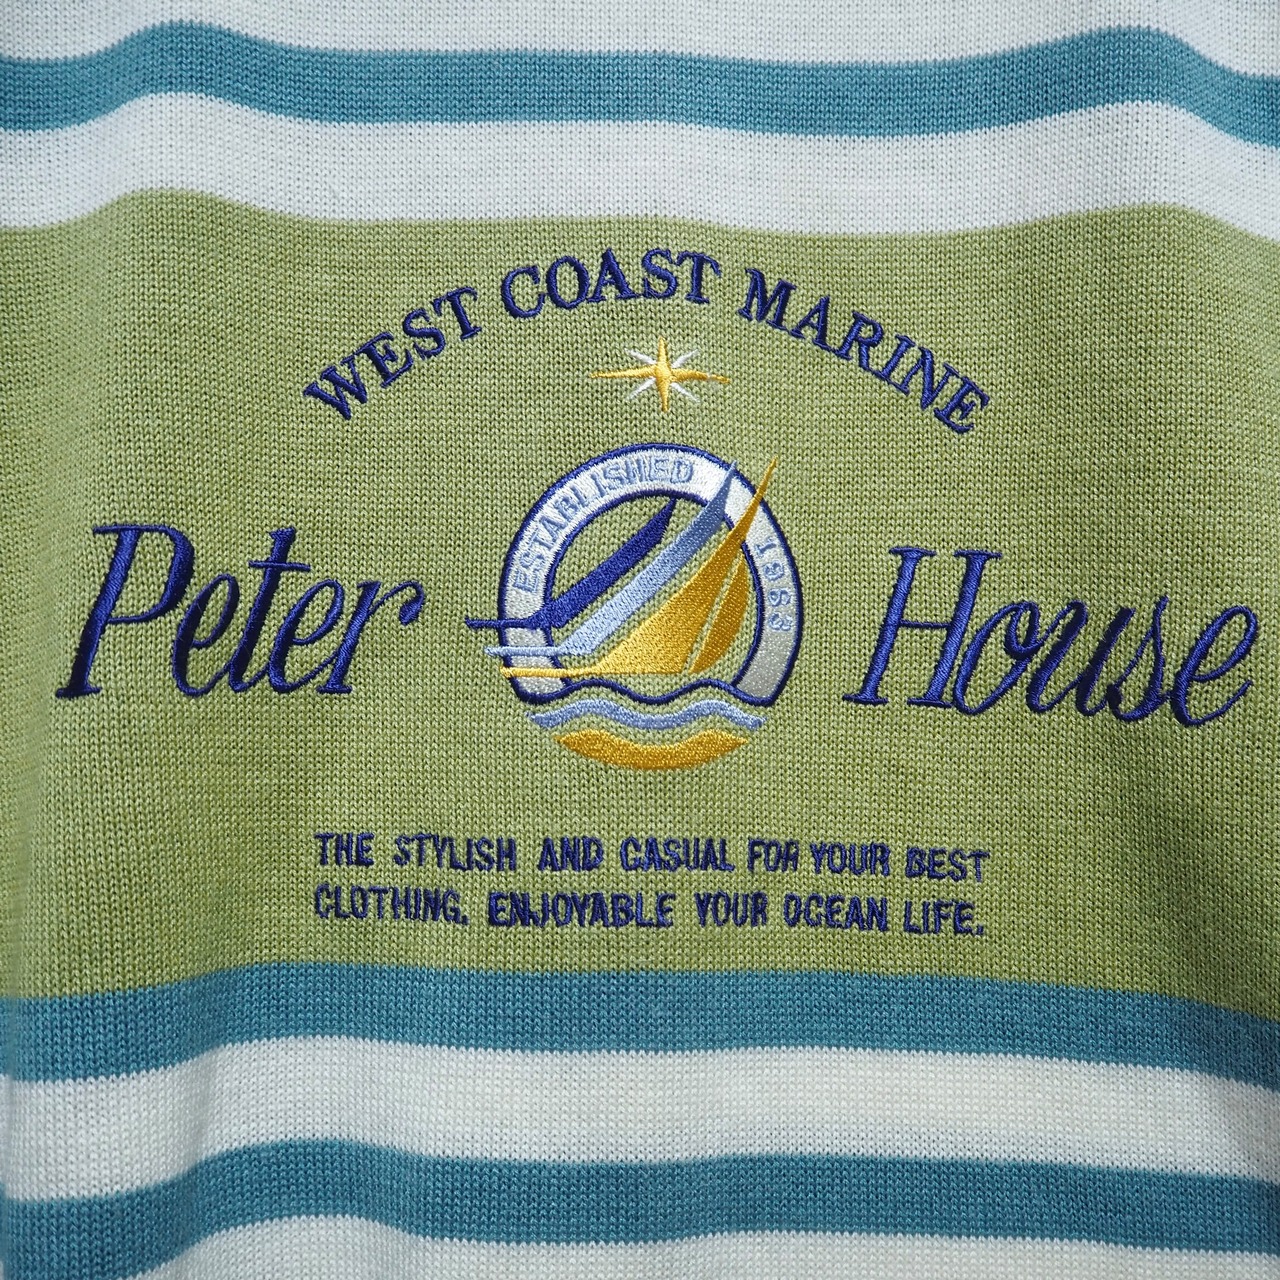 WEST COAST MARINE
ESTABLISHED 1983
Peter House
THE STYLISH AND CASUAL FOR YOUR BEST
CLOTHING. ENJOYABLE YOUR OCEAN LIFE.